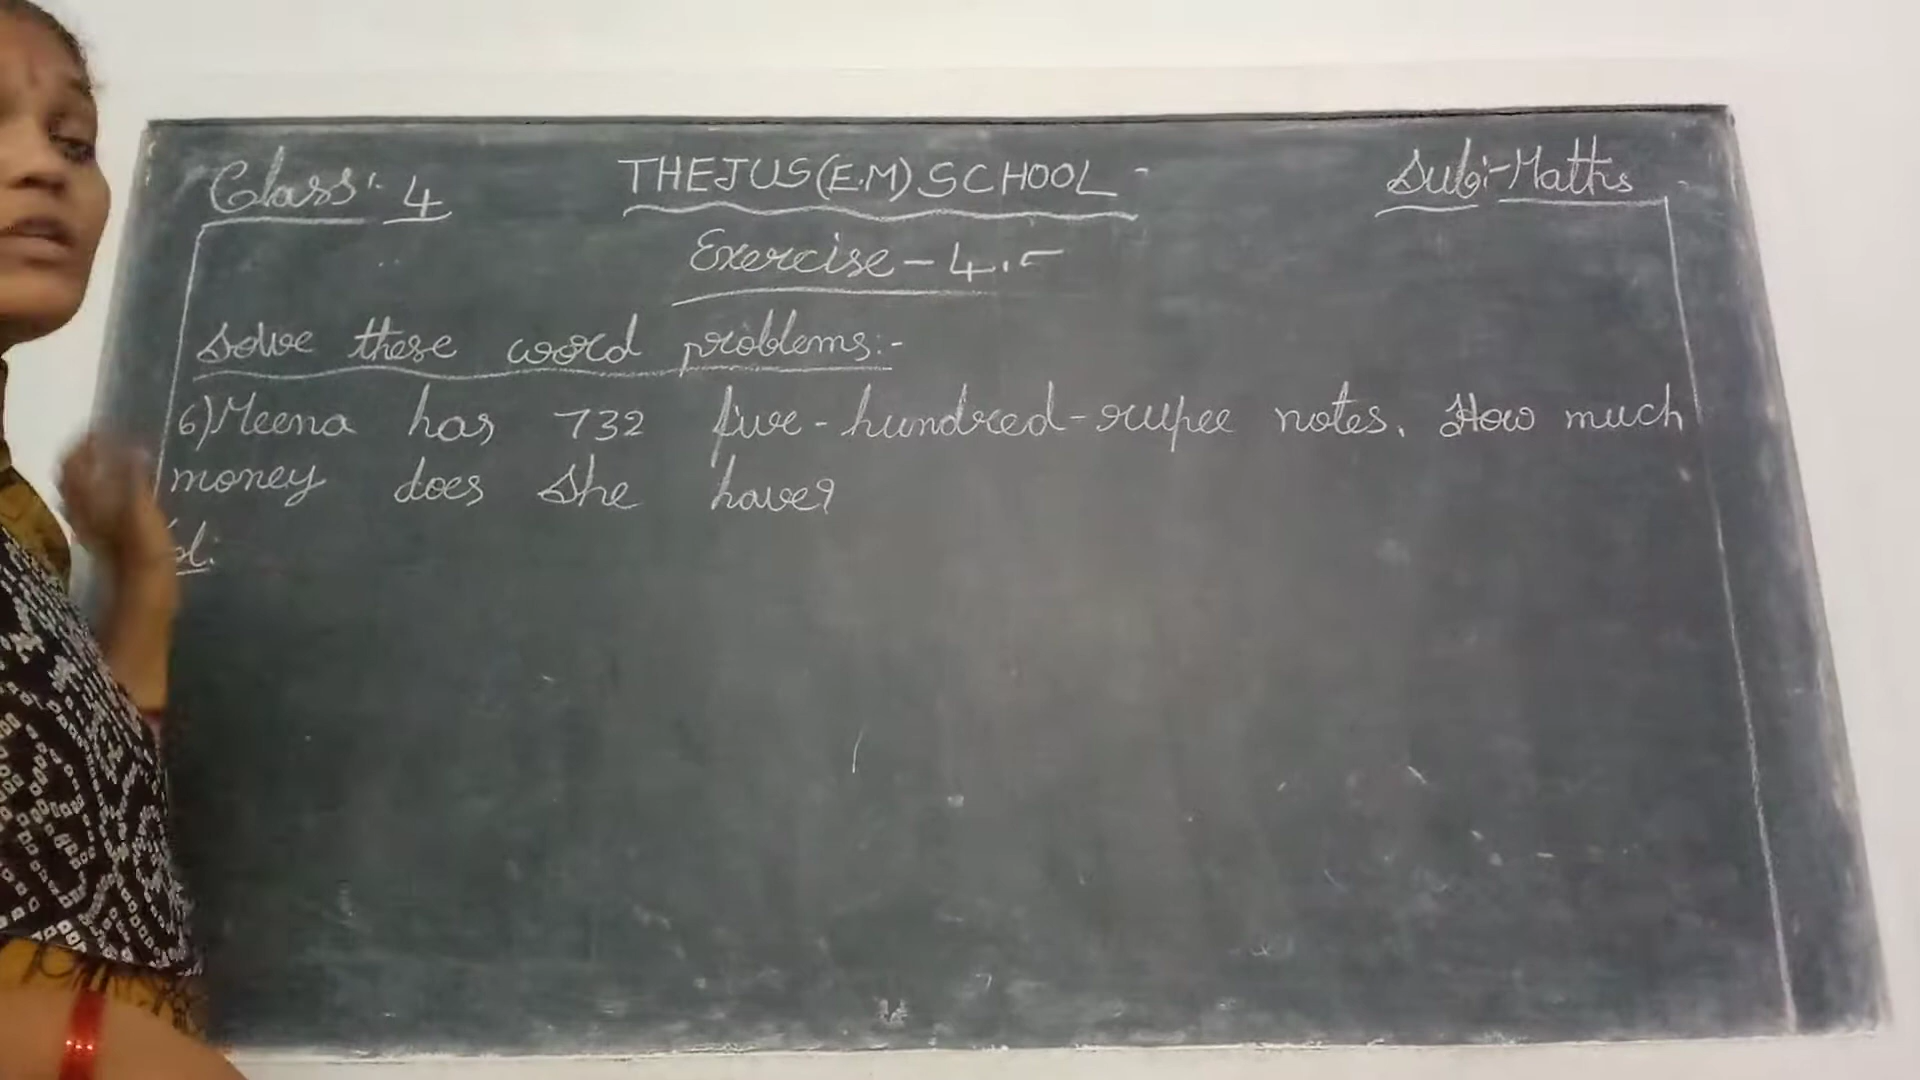 Class:- 4 THEJUS(E.M) SCHOOL Sub:- Maths
Exercise - 4.5
Solve these word problems:-
6) Meena has 732 five-hundred-rupee notes. How much
money does she have?